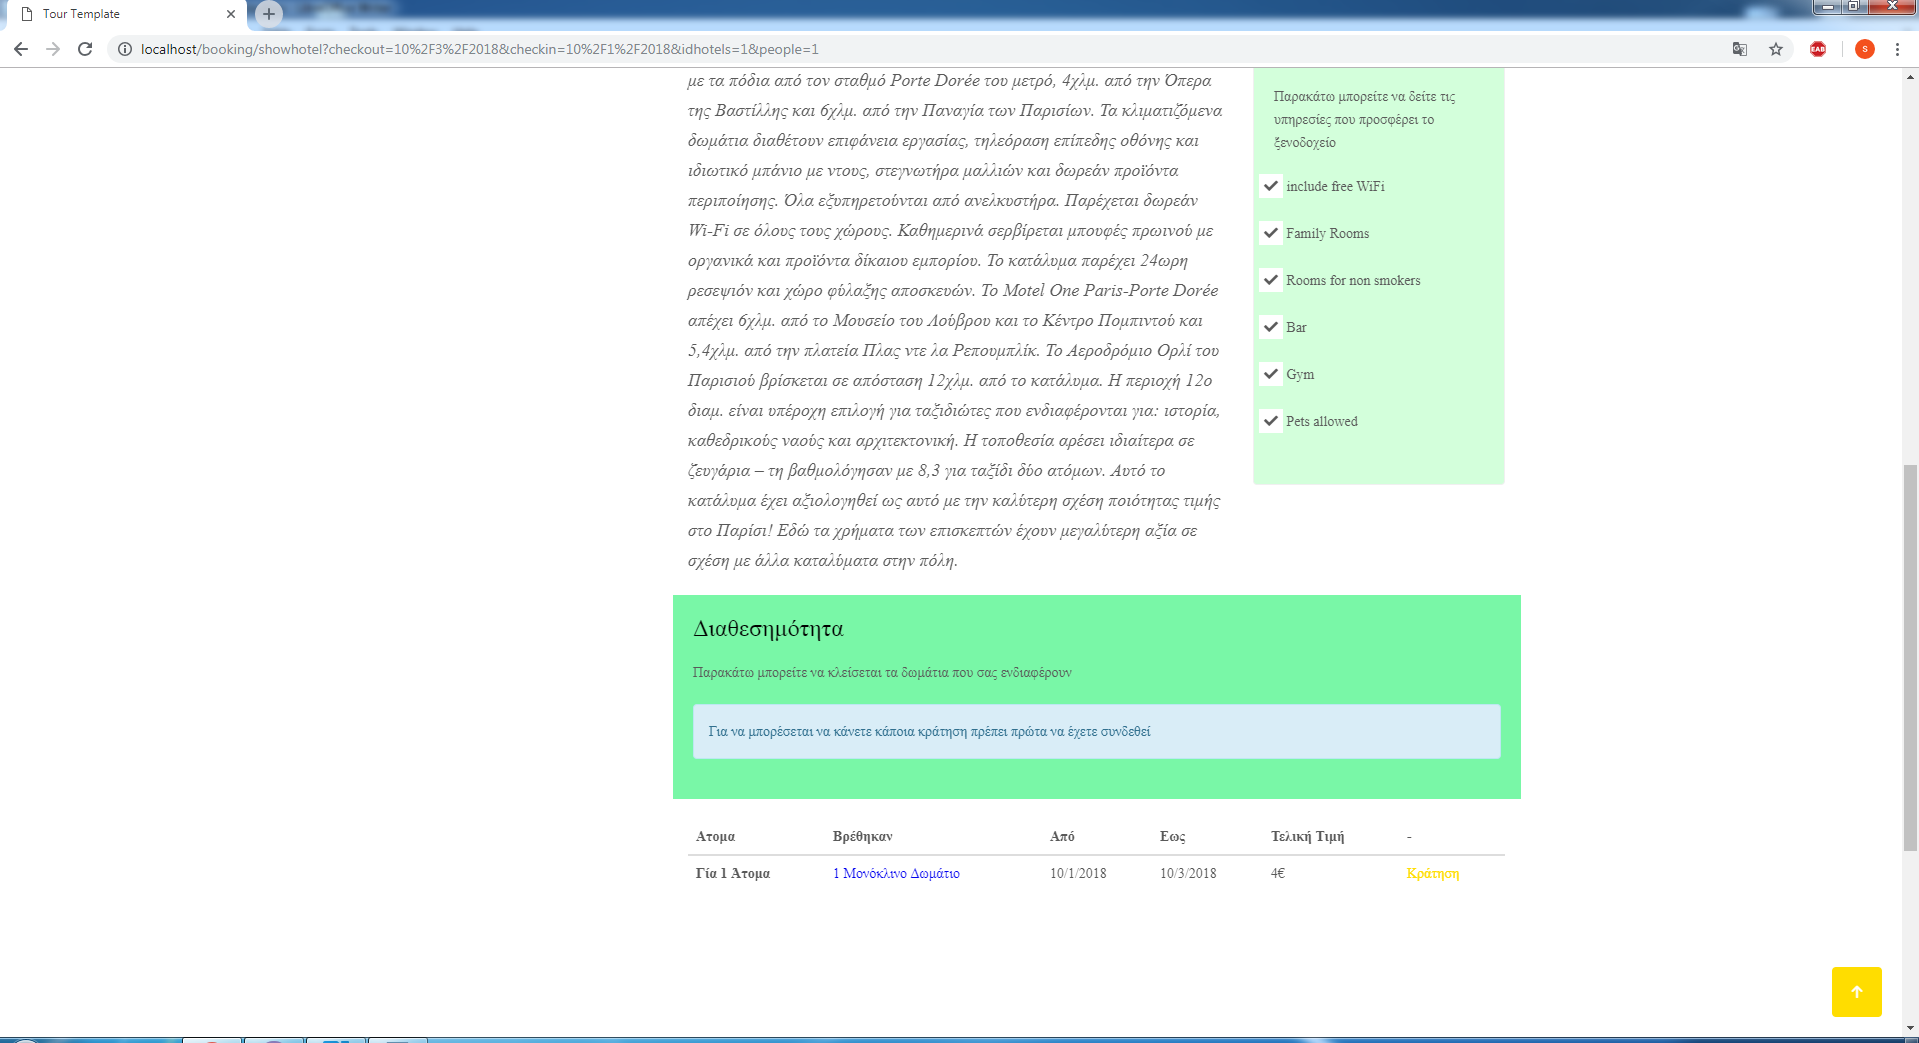 Tour Template
localhost/booking/showhotel?checkout=10%2F3%2F2018&checkin=10%2F1%2F2018&idhotels=1&people=1
EAB
S
με τα πόδια από τον σταθμό Porte Dorée του μετρό, 4χλμ. από την Όπερα
της Βαστίλλης και 6χλμ. από την Παναγία των Παρισίων. Τα κλιματιζόμενα
δωμάτια διαθέτουν επιφάνεια εργασίας, τηλεόραση επίπεδης οθόνης και
ιδιωτικό μπάνιο με ντους, στεγνωτήρα μαλλιών και δωρεάν προϊόντα
περιποίησης. Όλα εξυπηρετούνται από ανελκυστήρα. Παρέχεται δωρεάν
Wi-Fi σε όλους τους χώρους. Καθημερινά σερβίρεται μπουφές πρωινού με
οργανικά και προϊόντα δίκαιου εμπορίου. Το κατάλυμα παρέχει 24ωρη
ρεσεψιόν και χώρο φύλαξης αποσκευών. Το Motel One Paris-Porte Dorée
απέχει 6χλμ. από το Μουσείο του Λούβρου και το Κέντρο Πομπιντού και
5,4χλμ. από την πλατεία Πλας ντε λα Ρεπουμπλίκ. Το Αεροδρόμιο Ορλί του
Παρισιού βρίσκεται σε απόσταση 12χλμ. από το κατάλυμα. Η περιοχή 12ο
διαμ. είναι υπέροχη επιλογή για ταξιδιώτες που ενδιαφέρονται για: ιστορία,
καθεδρικούς ναούς και αρχιτεκτονική. Η τοποθεσία αρέσει ιδιαίτερα σε
ζευγάρια – τη βαθμολόγησαν με 8,3 για ταξίδι δύο ατόμων. Αυτό το
κατάλυμα έχει αξιολογηθεί ως αυτό με την καλύτερη σχέση ποιότητας τιμής
στο Παρίσι! Εδώ τα χρήματα των επισκεπτών έχουν μεγαλύτερη αξία σε
σχέση με άλλα καταλύματα στην πόλη.
Παρακάτω μπορείτε να δείτε τις
υπηρεσίες που προσφέρει το
ξενοδοχείο
include free WiFi
Family Rooms
Rooms for non smokers
Bar
Gym
Pets allowed
Διαθεσημότητα
Παρακάτω μπορείτε να κλείσεται τα δωμάτια που σας ενδιαφέρουν
Για να μπορέσεται να κάνετε κάποια κράτηση πρέπει πρώτα να έχετε συνδεθεί
Ατομα Βρέθηκαν Από Εως Τελική Τιμή -
Γία 1 Άτομα 1 Μονόκλινο Δωμάτιο 10/1/2018 10/3/2018 4€ Κράτηση